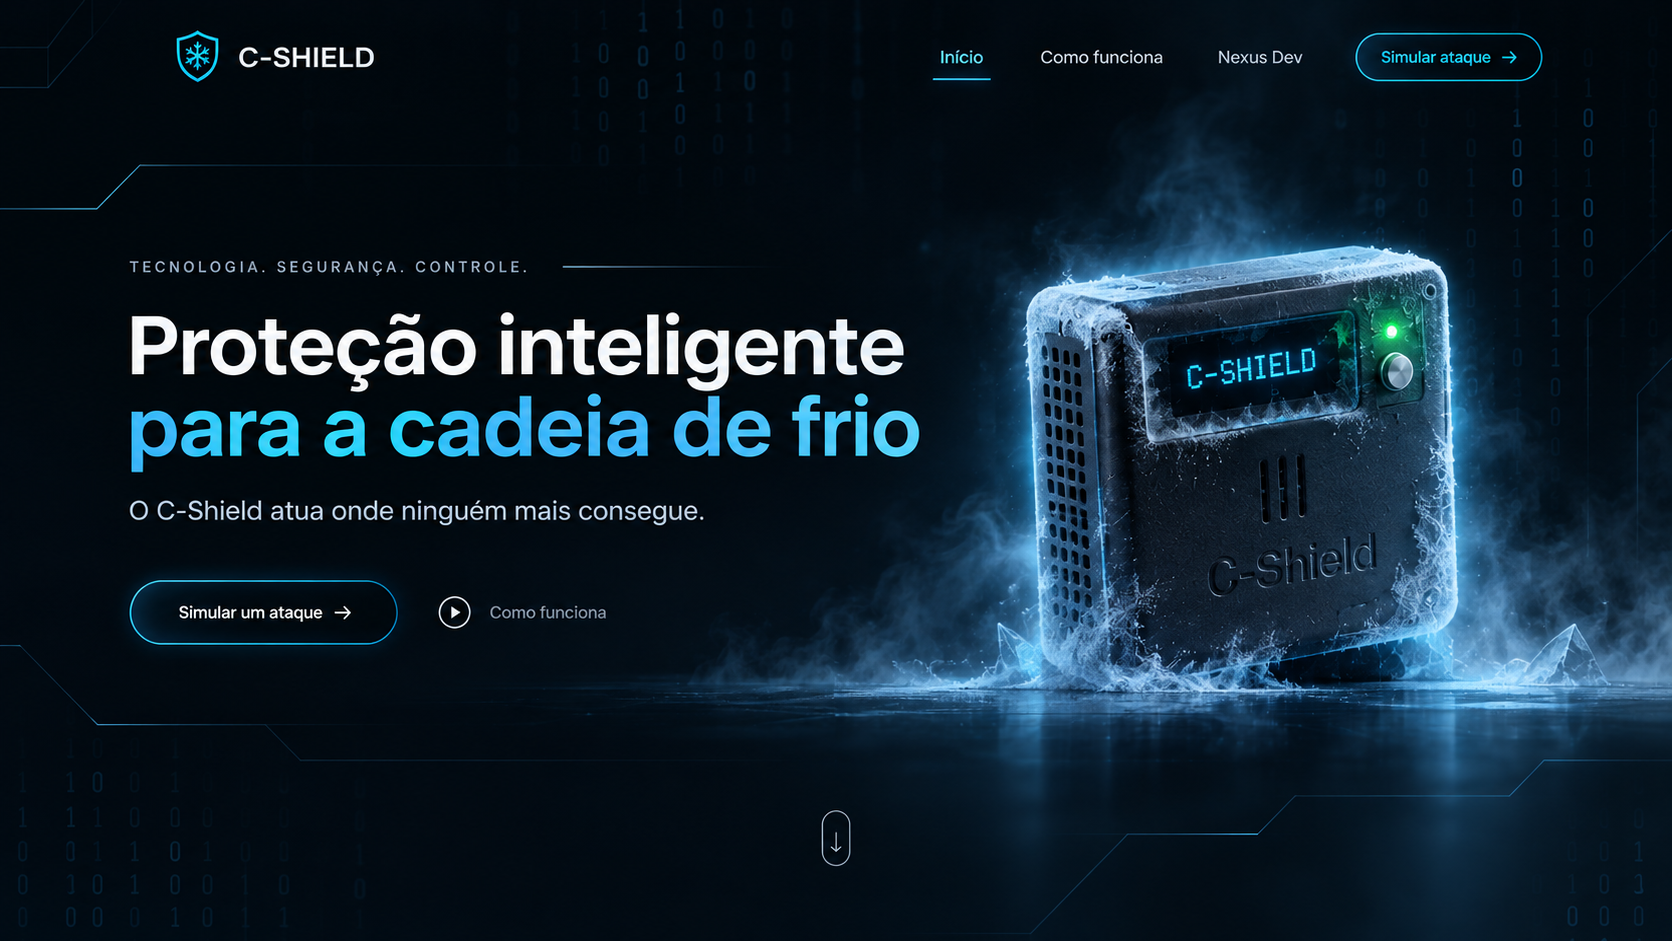 C-SHIELD
Início
Como funciona
Nexus Dev
Simular ataque →
TECNOLOGIA. SEGURANÇA. CONTROLE.
Proteção inteligente
para a cadeia de frio
O C-Shield atua onde ninguém mais consegue.
Simular um ataque →
Como funciona
C-SHIELD
C-Shield